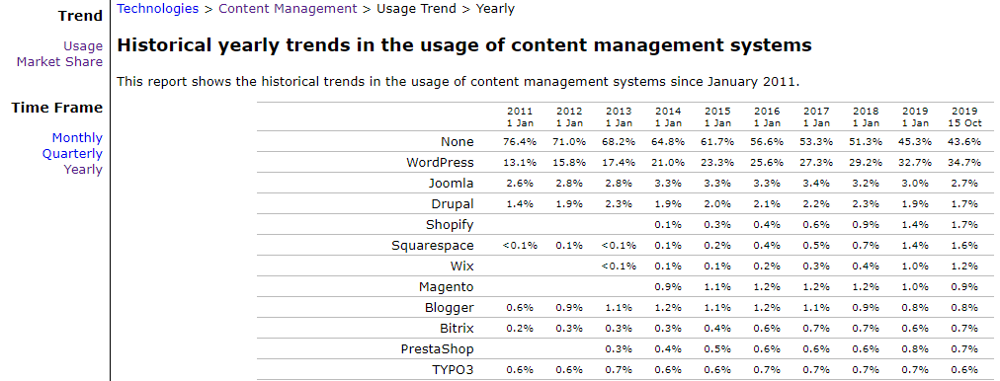 Trend
Usage
Market Share
Time Frame
Monthly
Quarterly
Yearly
Technologies > Content Management > Usage Trend > Yearly
Historical yearly trends in the usage of content management systems
This report shows the historical trends in the usage of content management systems since January 2011.
2011 2012 2013 2014 2015 2016 2017 2018 2019 2019
1 Jan 1 Jan 1 Jan 1 Jan 1 Jan 1 Jan 1 Jan 1 Jan 1 Jan 15 Oct
None 76.4% 71.0% 68.2% 64.8% 61.7% 56.6% 53.3% 51.3% 45.3% 43.6%
WordPress 13.1% 15.8% 17.4% 21.0% 23.3% 25.6% 27.3% 29.2% 32.7% 34.7%
Joomla 2.6% 2.8% 2.8% 3.3% 3.3% 3.3% 3.4% 3.2% 3.0% 2.7%
Drupal 1.4% 1.9% 2.3% 1.9% 2.0% 2.1% 2.2% 2.3% 1.9% 1.7%
Shopify 0.1% 0.3% 0.4% 0.6% 0.9% 1.4% 1.7%
Squarespace <0.1% 0.1% <0.1% 0.1% 0.2% 0.4% 0.5% 0.7% 1.4% 1.6%
Wix <0.1% 0.1% 0.1% 0.2% 0.3% 0.4% 1.0% 1.2%
Magento 0.9% 1.1% 1.2% 1.2% 1.2% 1.0% 0.9%
Blogger 0.6% 0.9% 1.1% 1.2% 1.1% 1.2% 1.1% 0.9% 0.8% 0.8%
Bitrix 0.2% 0.3% 0.3% 0.3% 0.4% 0.6% 0.7% 0.7% 0.6% 0.7%
PrestaShop 0.3% 0.4% 0.5% 0.6% 0.6% 0.6% 0.8% 0.7%
TYPO3 0.6% 0.6% 0.7% 0.6% 0.6% 0.7% 0.7% 0.7% 0.7% 0.6%